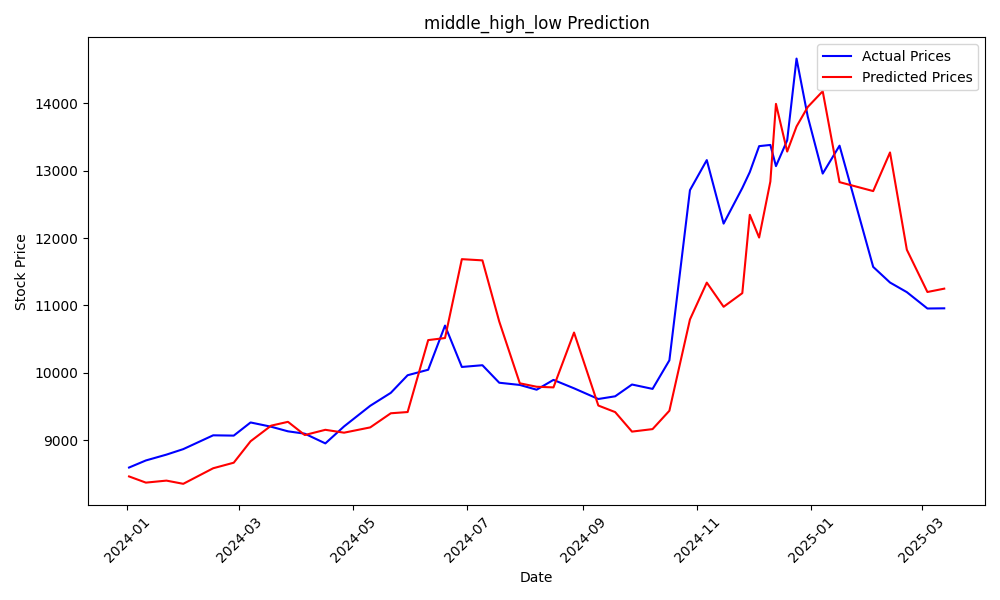 middle_high_low Prediction
Actual Prices
Predicted Prices
Stock Price
14000
13000
12000
11000
10000
9000
2024-01
2024-03
2024-05
2024-07
2024-09
2024-11
2025-01
2025-03
Date